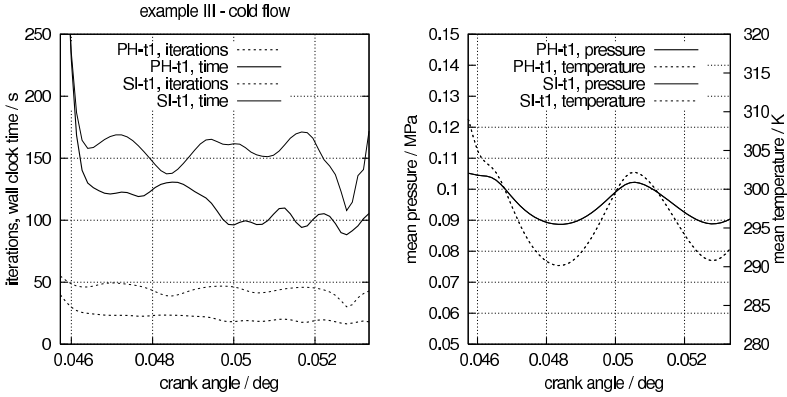 example III - cold flow
PH-t1, iterations
PH-t1, time
SI-t1, iterations
SI-t1, time
250
200
150
100
50
0
iterations, wall clock time / s
0.046
0.048
0.05
0.052
crank angle / deg
PH-t1, pressure
PH-t1, temperature
SI-t1, pressure
SI-t1, temperature
0.15
0.14
0.13
0.12
0.11
0.1
0.09
0.08
0.07
0.06
0.05
mean pressure / MPa
320
315
310
305
300
295
290
285
280
mean temperature / K
0.046
0.048
0.05
0.052
crank angle / deg